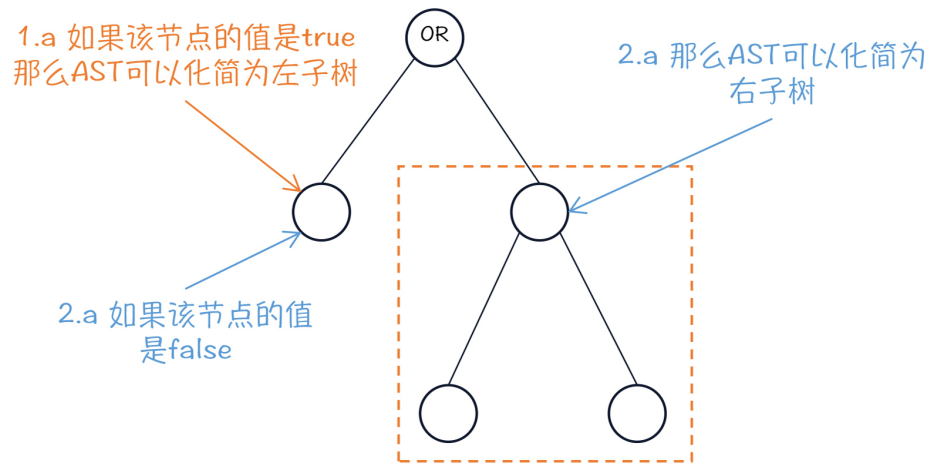 1.a 如果该节点的值是true
那么AST可以化简为左子树
OR
2.a 那么AST可以化简为
右子树
2.a 如果该节点的值
是false